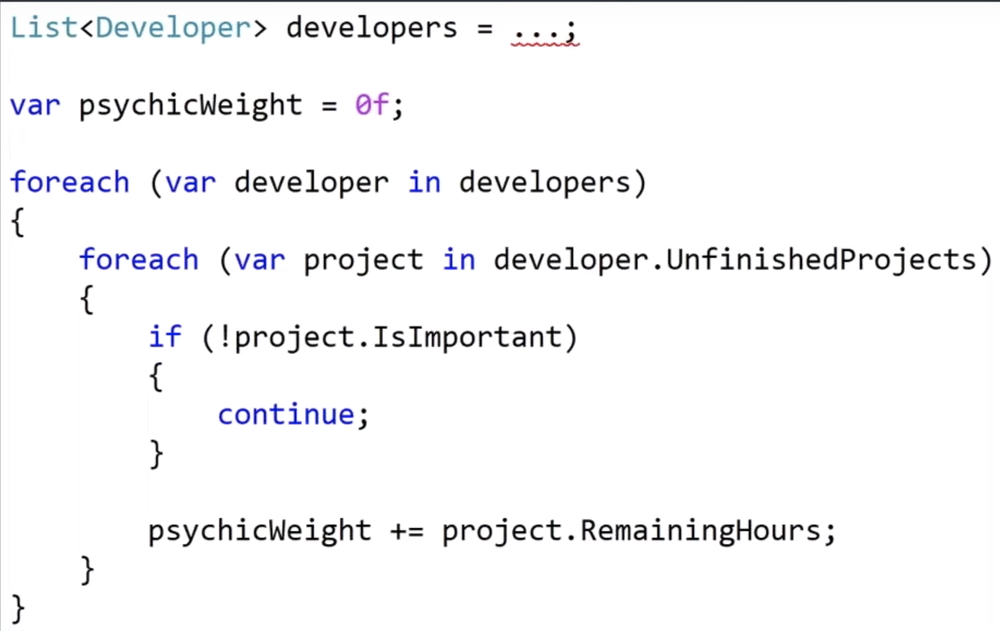 List<Developer> developers = ...;
var psychicWeight = 0f;
foreach (var developer in developers)
{
    foreach (var project in developer.UnfinishedProjects)
    {
        if (!project.IsImportant)
        {
            continue;
        }
        psychicWeight += project.RemainingHours;
    }
}